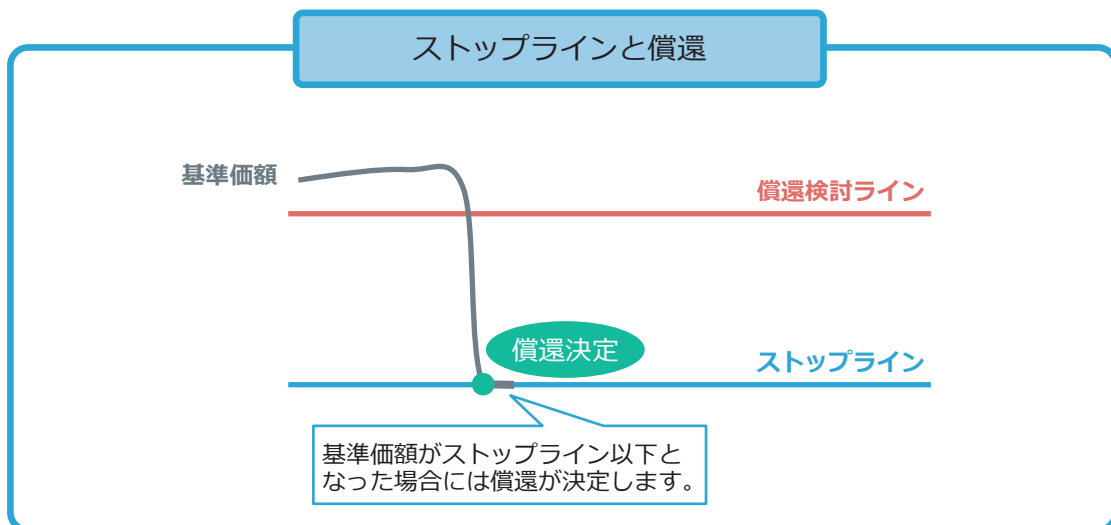 ストップラインと償還
基準価額
償還検討ライン
償還決定
ストップライン
基準価額がストップライン以下と
なった場合には償還が決定します。